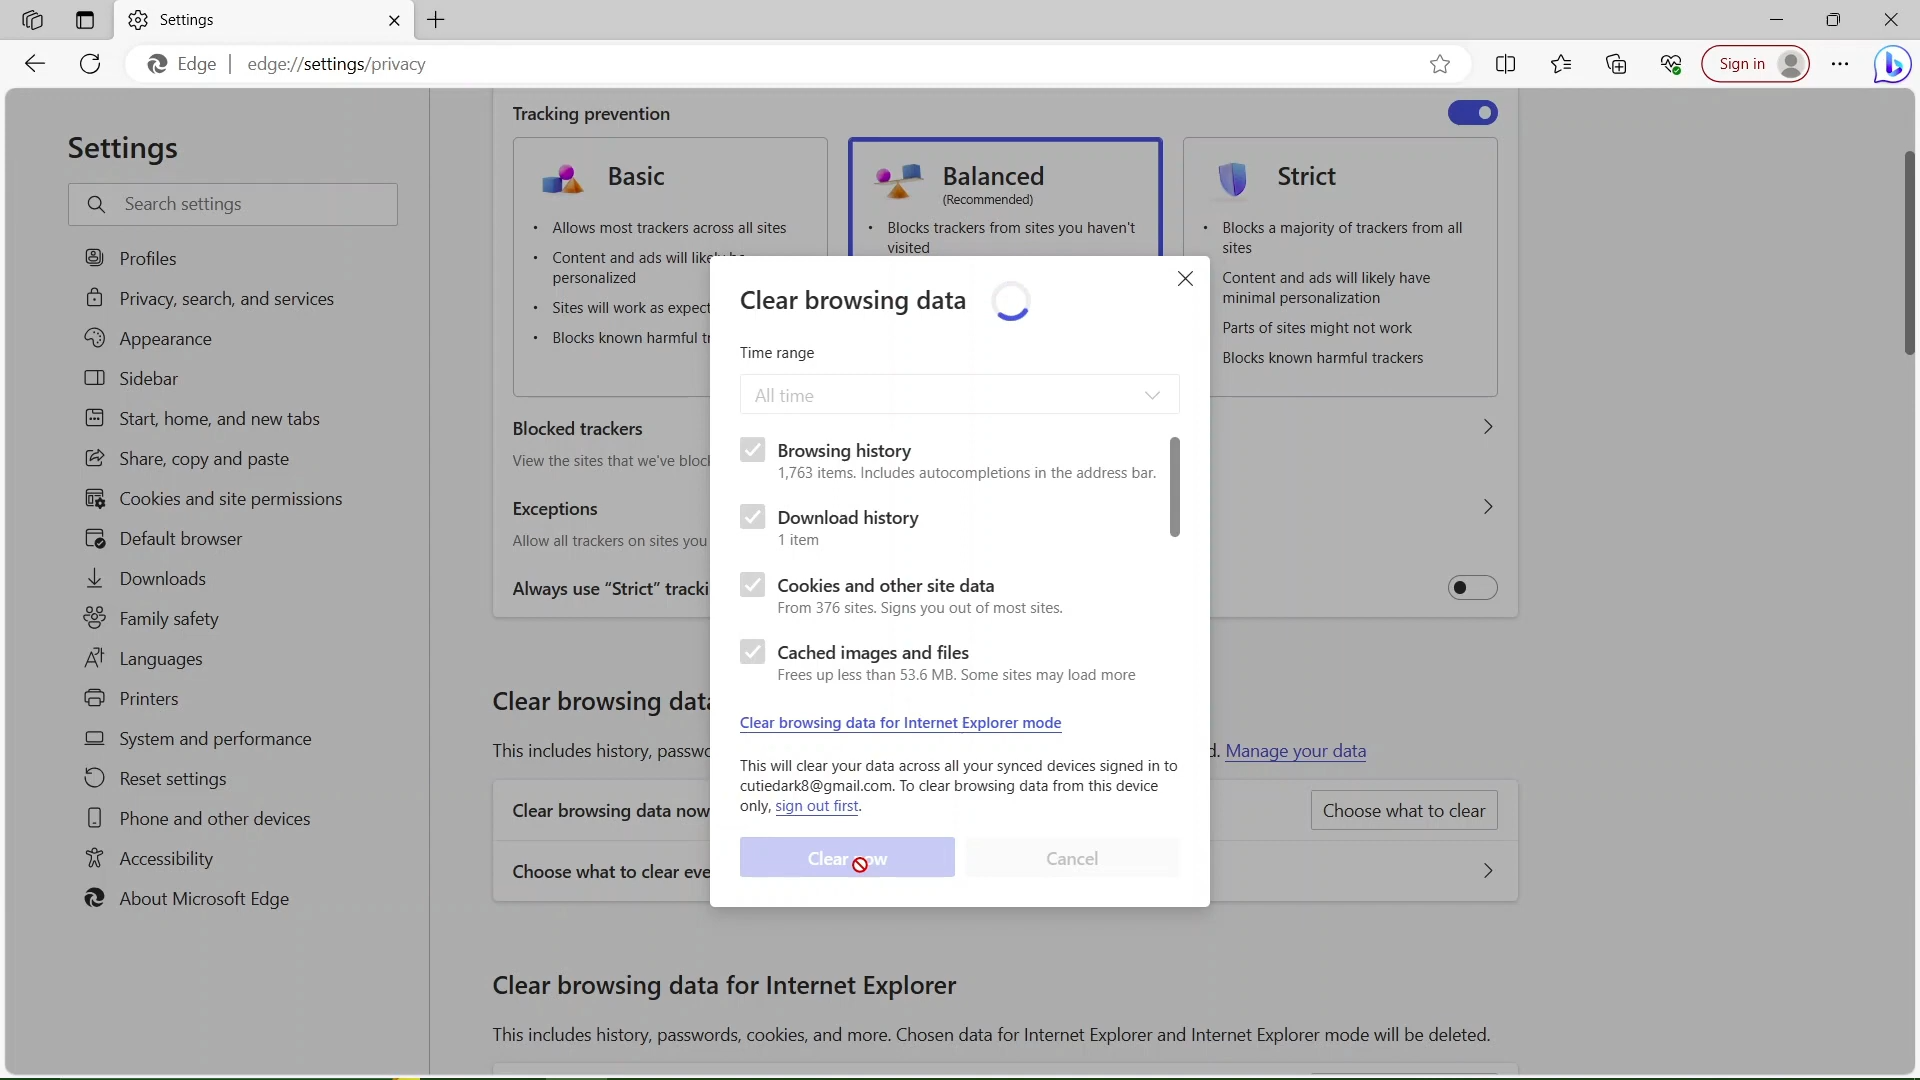 Settings
Edge
edge://settings/privacy
Sign in
Settings
Search settings
Profiles
Privacy, search, and services
Appearance
Sidebar
Start, home, and new tabs
Share, copy and paste
Cookies and site permissions
Default browser
Downloads
Family safety
Languages
Printers
System and performance
Reset settings
Phone and other devices
Accessibility
About Microsoft Edge
Tracking prevention
Basic
• Allows most trackers across all sites
• Content and ads will likely be
personalized
• Sites will work as expect
• Blocks known harmful tr
Balanced
(Recommended)
• Blocks trackers from sites you haven't
visited
Strict
• Blocks a majority of trackers from all
sites
Content and ads will likely have
minimal personalization
Parts of sites might not work
Blocks known harmful trackers
Blocked trackers
View the sites that we've bloc
Exceptions
Allow all trackers on sites you
Always use “Strict” tracki
Clear browsing data
Time range
All time
Browsing history
1,763 items. Includes autocompletions in the address bar.
Download history
1 item
Cookies and other site data
From 376 sites. Signs you out of most sites.
Cached images and files
Frees up less than 53.6 MB. Some sites may load more
Clear browsing data for Internet Explorer mode
This will clear your data across all your synced devices signed in to
cutiedark8@gmail.com. To clear browsing data from this device
only, sign out first.
Clear now
Cancel
Clear browsing data
This includes history, passwo
d. Manage your data
Clear browsing data now
Choose what to clear
Choose what to clear eve
Clear browsing data for Internet Explorer
This includes history, passwords, cookies, and more. Chosen data for Internet Explorer and Internet Explorer mode will be deleted.